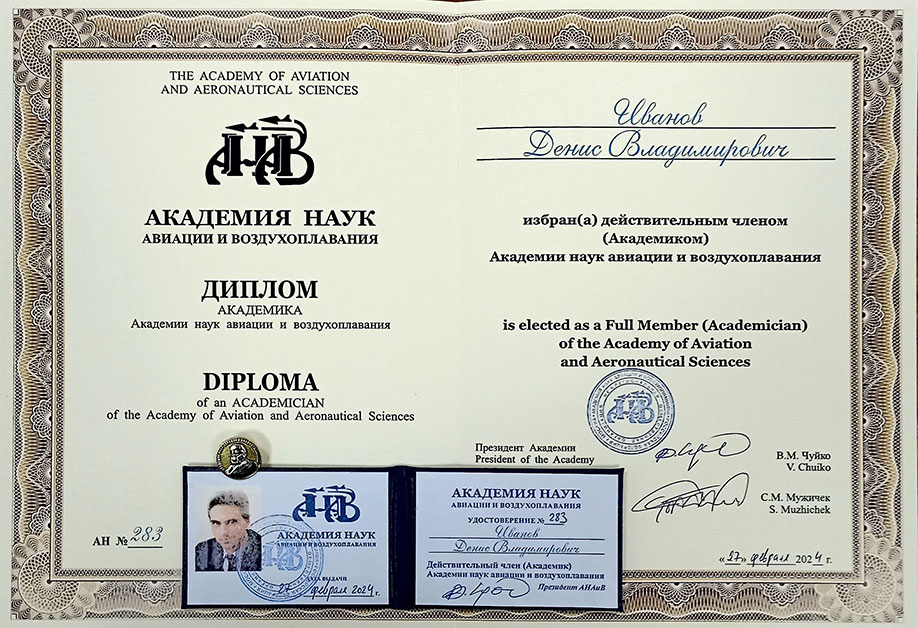 THE ACADEMY OF AVIATION
AND AERONAUTICAL SCIENCES
АНАВ
АКАДЕМИЯ НАУК
АВИАЦИИ И ВОЗДУХОПЛАВАНИЯ
ДИПЛОМ
АКАДЕМИКА
Академии наук авиации и воздухоплавания
DIPLOMA
of an ACADEMICIAN
of the Academy of Aviation and Aeronautical Sciences
АН № 283
Иванов
Денис Владимирович
избран(а) действительным членом
(Академиком)
Академии наук авиации и воздухоплавания
is elected as a Full Member (Academician)
of the Academy of Aviation
and Aeronautical Sciences
Президент Академии
President of the Academy
В.М. Чуйко
V. Chuiko
С.М. Мужичек
S. Muzhichek
«27» февраля 2024 г.
АНАВ
АКАДЕМИЯ НАУК
АВИАЦИИ И ВОЗДУХОПЛАВАНИЯ
ДАТА ВЫДАЧИ
27 февраля 2024
АКАДЕМИЯ НАУК
АВИАЦИИ И ВОЗДУХОПЛАВАНИЯ
УДОСТОВЕРЕНИЕ № 283
Иванов
Денис Владимирович
Действительный член (Академик)
Академии наук авиации и воздухоплавания
Президент АНАиВ